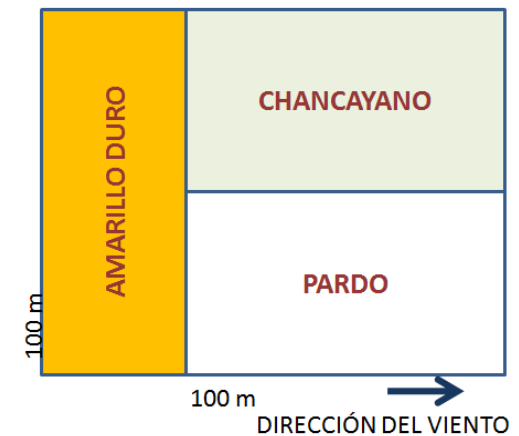 AMARILLO DURO
CHANCAYANO
PARDO
100 m
100 m
DIRECCIÓN DEL VIENTO